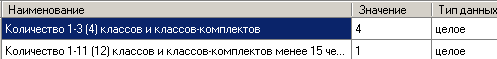 Наименование Значение Тип данных
Количество 1-3 (4) классов и классов-комплектов 4 целое
Количество 1-11 (12) классов и классов-комплектов менее 15 че... 1 целое